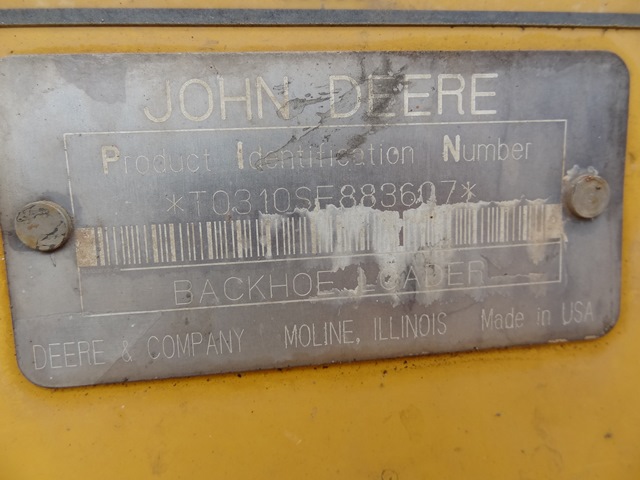 JOHN DEERE
Product Identification Number
*T0310SE883607*
BACKHOE LOADER
DEERE & COMPANY MOLINE, ILLINOIS Made in USA